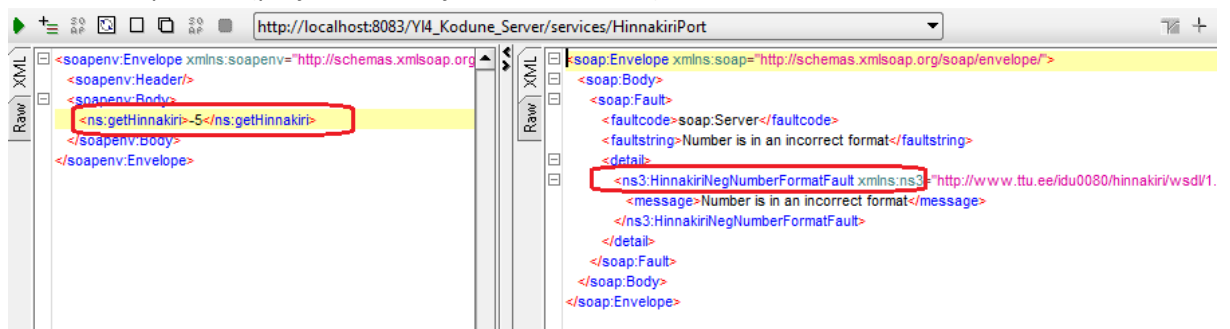 http://localhost:8083/Yl4_Kodune_Server/services/HinnakiriPort
XML
Raw
<soapenv:Envelope xmlns:soapenv="http://schemas.xmlsoap.org
<soapenv:Header/>
<soapenv:Body>
<ns:getHinnakiri>-5</ns:getHinnakiri>
</soapenv:Body>
</soapenv:Envelope>
XML
Raw
<soap:Envelope xmlns:soap="http://schemas.xmlsoap.org/soap/envelope/">
<soap:Body>
<soap:Fault>
<faultcode>soap:Server</faultcode>
<faultstring>Number is in an incorrect format</faultstring>
<detail>
<ns3:HinnakiriNegNumberFormatFault xmlns:ns3="http://www.ttu.ee/idu0080/hinnakiri/wsdl/1.
<message>Number is in an incorrect format</message>
</ns3:HinnakiriNegNumberFormatFault>
</detail>
</soap:Fault>
</soap:Body>
</soap:Envelope>